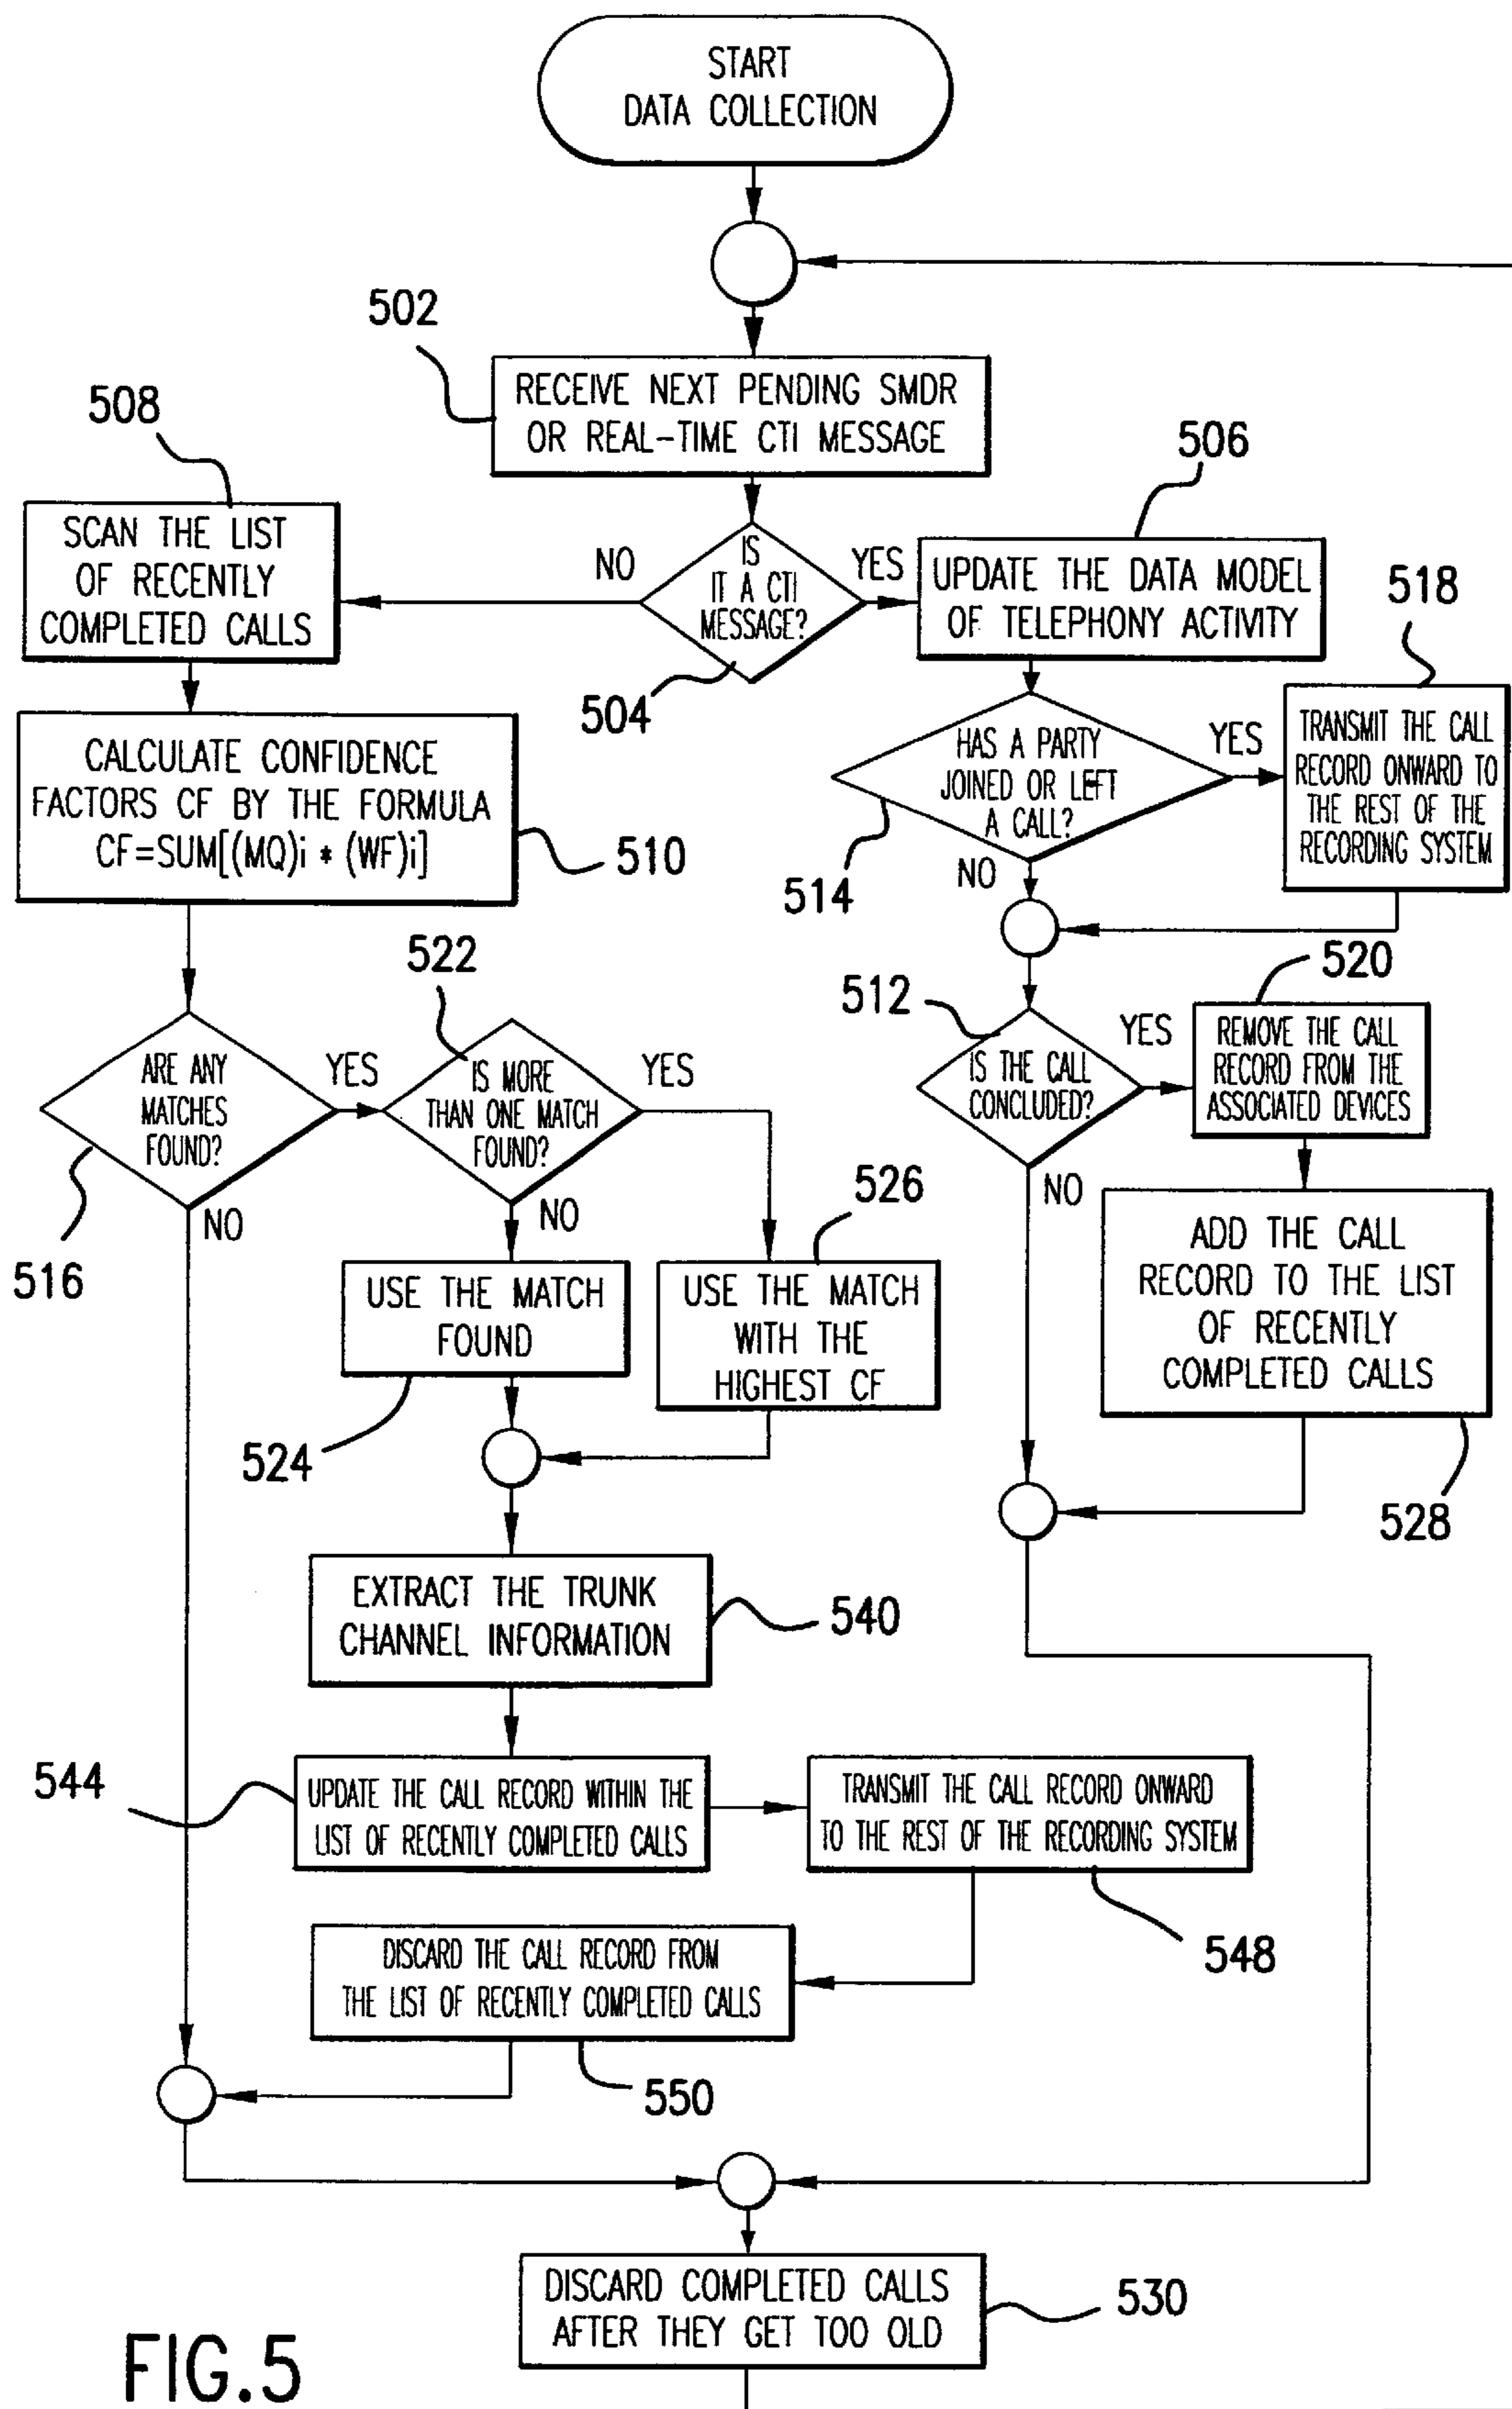 START
DATA COLLECTION
502
RECEIVE NEXT PENDING SMDR
OR REAL-TIME CTI MESSAGE
508
SCAN THE LIST
OF RECENTLY
COMPLETED CALLS
NO
IS
IT A CTI
MESSAGE?
504
YES
506
UPDATE THE DATA MODEL
OF TELEPHONY ACTIVITY
518
CALCULATE CONFIDENCE
FACTORS CF BY THE FORMULA
CF=SUM[(MQ)i * (WF)i]
510
HAS A PARTY
JOINED OR LEFT
A CALL?
514
YES
NO
TRANSMIT THE CALL
RECORD ONWARD TO
THE REST OF THE
RECORDING SYSTEM
522
512
520
ARE ANY
MATCHES
FOUND?
516
YES
NO
IS MORE
THAN ONE MATCH
FOUND?
YES
NO
IS THE CALL
CONCLUDED?
YES
NO
REMOVE THE CALL
RECORD FROM THE
ASSOCIATED DEVICES
526
USE THE MATCH
FOUND
524
USE THE MATCH
WITH THE
HIGHEST CF
ADD THE CALL
RECORD TO THE LIST
OF RECENTLY
COMPLETED CALLS
528
EXTRACT THE TRUNK
CHANNEL INFORMATION
540
544
UPDATE THE CALL RECORD WITHIN THE
LIST OF RECENTLY COMPLETED CALLS
TRANSMIT THE CALL RECORD ONWARD
TO THE REST OF THE RECORDING SYSTEM
548
DISCARD THE CALL RECORD FROM
THE LIST OF RECENTLY COMPLETED CALLS
550
DISCARD COMPLETED CALLS
AFTER THEY GET TOO OLD
530
FIG.5